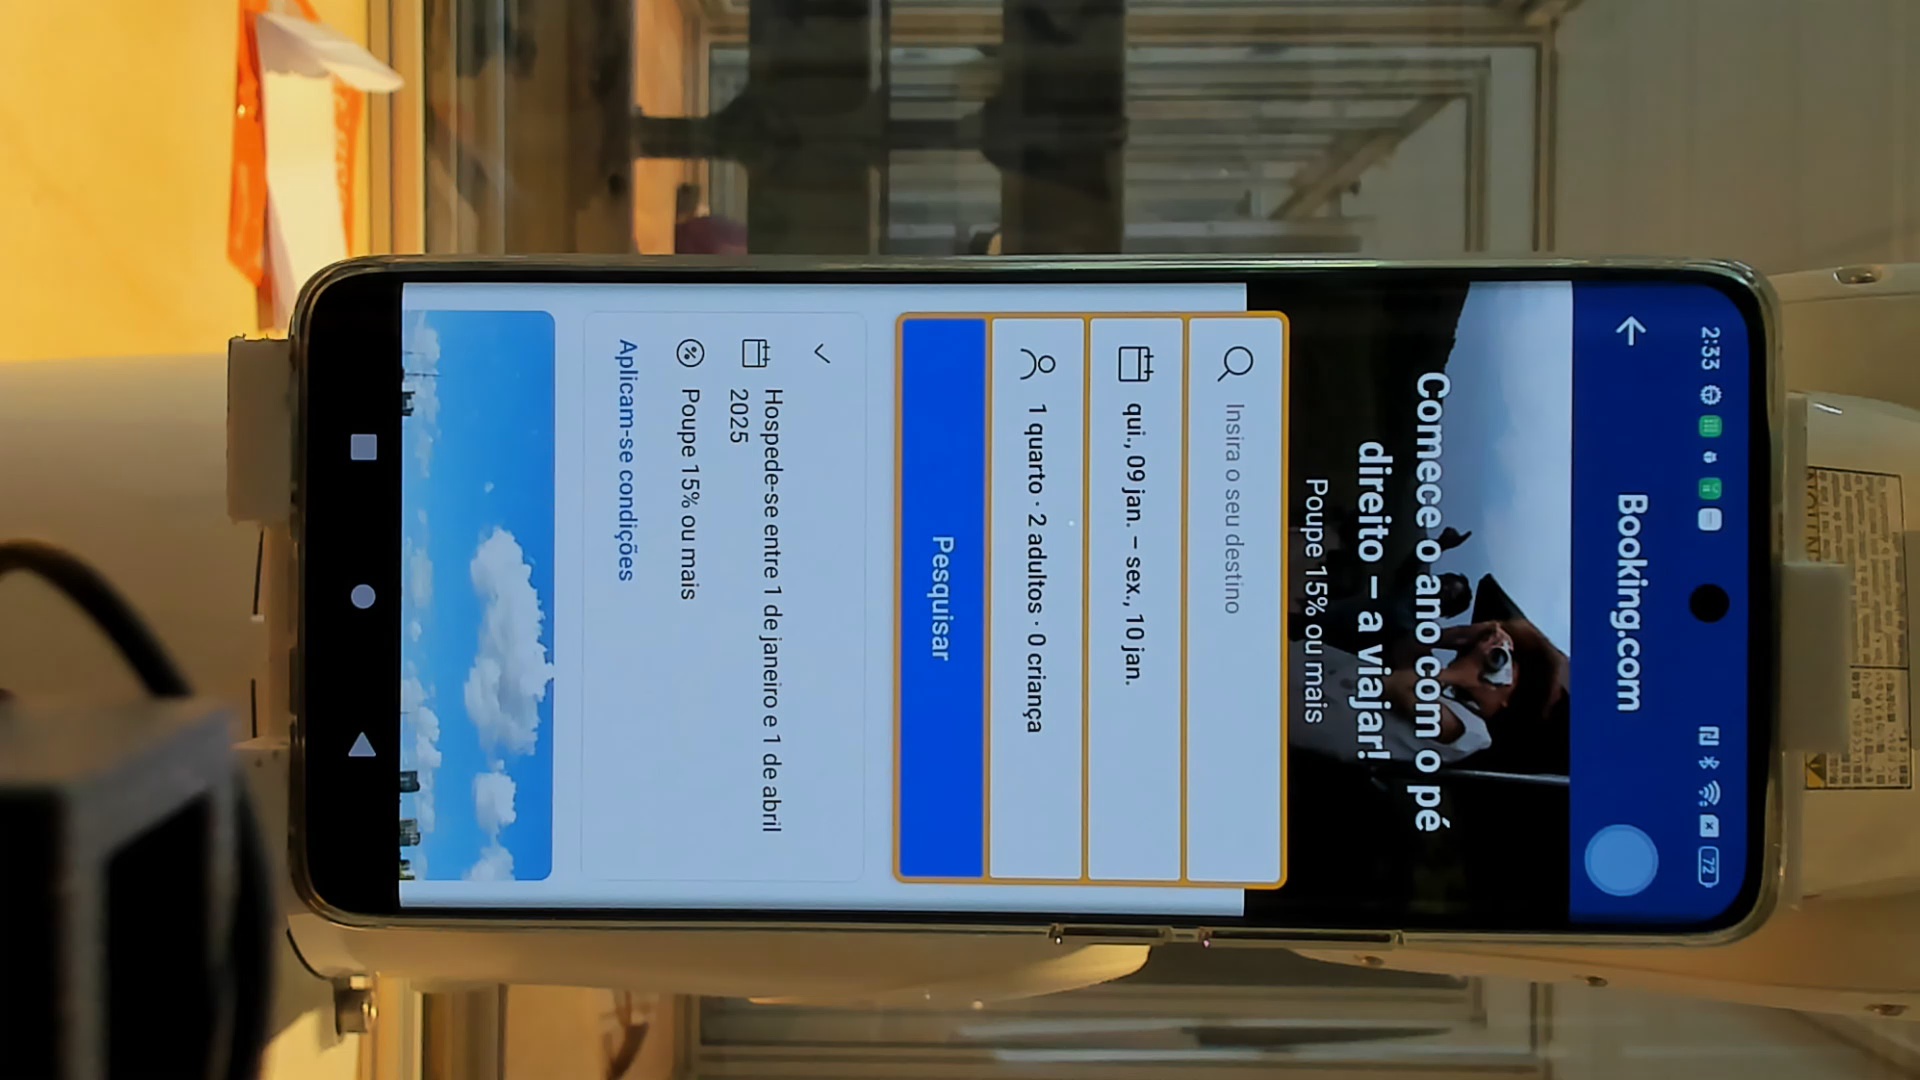 2:33
72
Booking.com
Comece o ano com o pé
direito – a viajar!
Poupe 15% ou mais
Insira o seu destino
qui., 09 jan. – sex., 10 jan.
1 quarto · 2 adultos · 0 criança
Pesquisar
Hospede-se entre 1 de janeiro e 1 de abril
2025
Poupe 15% ou mais
Aplicam-se condições